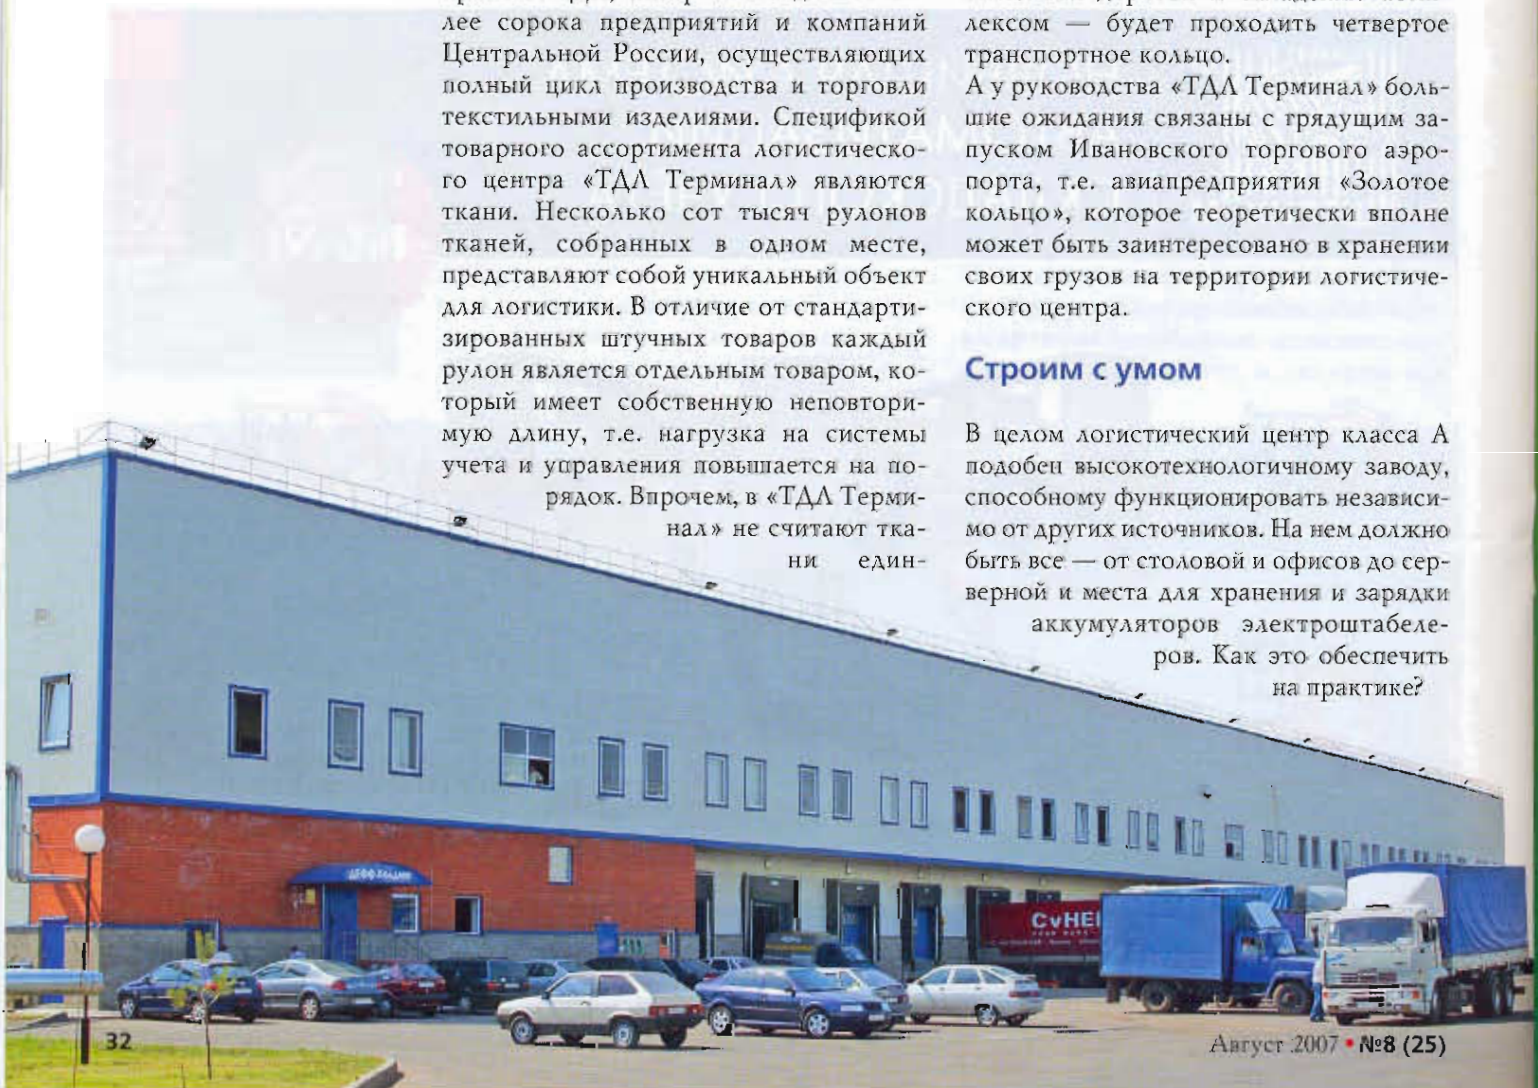 лее сорока предприятий и компаний
Центральной России, осуществляющих
полный цикл производства и торговли
текстильными изделиями. Спецификой
товарного ассортимента логистическо-
го центра «ТДЛ Терминал» являются
ткани. Несколько сот тысяч рулонов
тканей, собранных в одном месте,
представляют собой уникальный объект
для логистики. В отличие от стандарти-
зированных штучных товаров каждый
рулон является отдельным товаром, ко-
торый имеет собственную неповтори-
мую длину, т.е. нагрузка на системы
учета и управления повышается на по-
рядок. Впрочем, в «ТДЛ Терми-
нал» не считают тка-
ни един-
лексом — будет проходить четвертое
транспортное кольцо.
А у руководства «ТДЛ Терминал» боль-
шие ожидания связаны с грядущим за-
пуском Ивановского торгового аэро-
порта, т.е. авиапредприятия «Золотое
кольцо», которое теоретически вполне
может быть заинтересовано в хранении
своих грузов на территории логистиче-
ского центра.
Строим с умом
В целом логистический центр класса А
подобен высокотехнологичному заводу,
способному функционировать независи-
мо от других источников. На нем должно
быть все — от столовой и офисов до сер-
верной и места для хранения и зарядки
аккумуляторов электроштабеле-
ров. Как это обеспечить
на практике?
CvHE
32
Август 2007 • №8 (25)